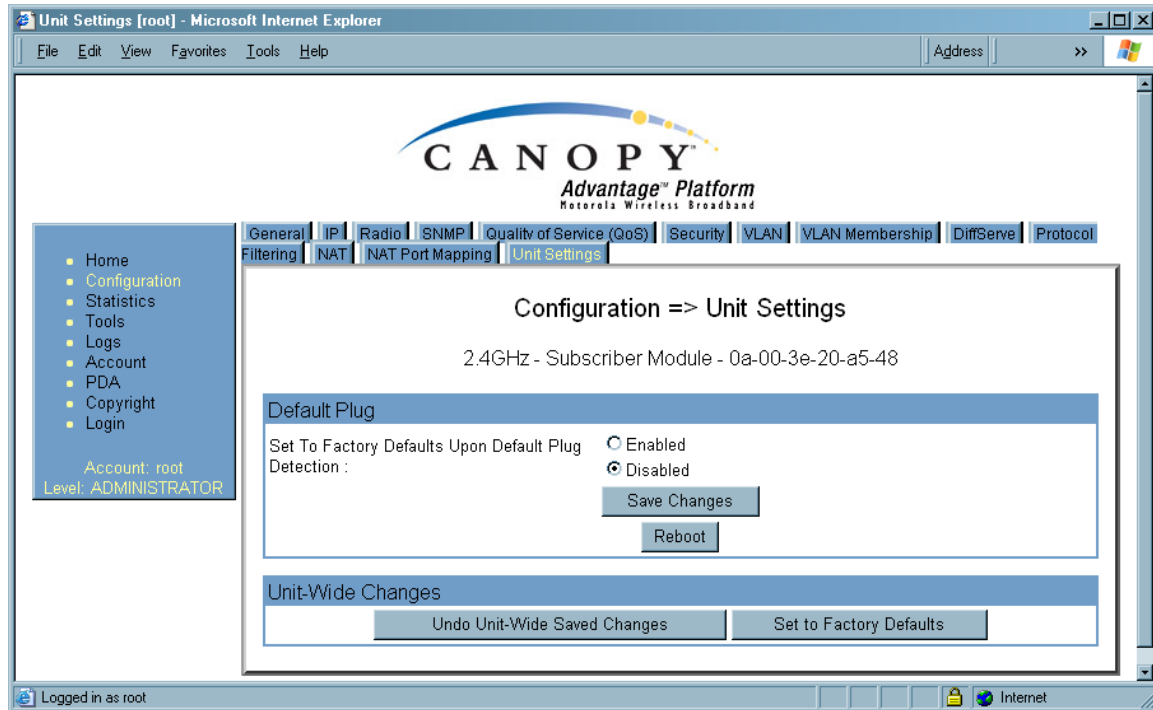 Unit Settings [root] - Microsoft Internet Explorer
File Edit View Favorites Tools Help Address »
CANOPY™
Advantage™ Platform
Motorola Wireless Broadband
Home
Configuration
Statistics
Tools
Logs
Account
PDA
Copyright
Login
Account: root
Level: ADMINISTRATOR
General IP Radio SNMP Quality of Service (QoS) Security VLAN VLAN Membership DiffServe Protocol
Filtering NAT NAT Port Mapping Unit Settings
Configuration => Unit Settings
2.4GHz - Subscriber Module - 0a-00-3e-20-a5-48
Default Plug
Set To Factory Defaults Upon Default Plug
Detection :
Enabled
Disabled
Save Changes
Reboot
Unit-Wide Changes
Undo Unit-Wide Saved Changes Set to Factory Defaults
Logged in as root Internet